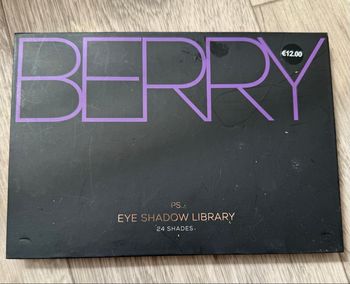 BERRY
€12.00
PS...
EYE SHADOW LIBRARY
24 SHADES